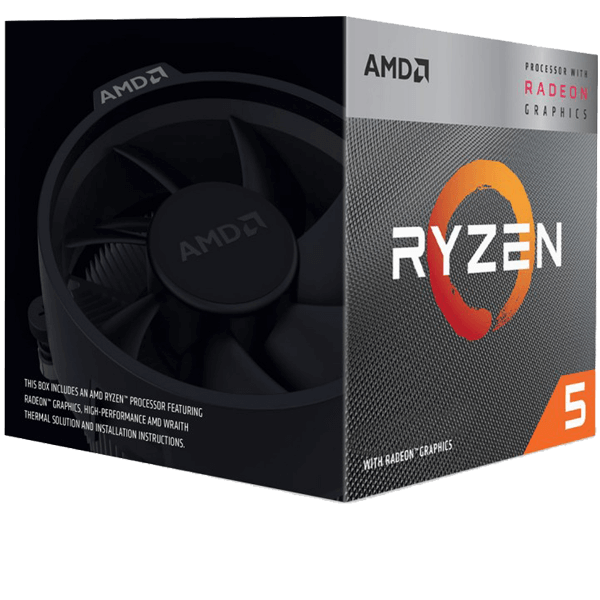 AMD
AMD
THIS BOX INCLUDES AN AMD RYZEN™ PROCESSOR FEATURING
RADEON™ GRAPHICS, HIGH-PERFORMANCE AMD WRAITH
THERMAL SOLUTION AND INSTALLATION INSTRUCTIONS.
AMD
PROCESSOR WITH
RADEON
GRAPHICS
RYZEN
5
WITH RADEON™ GRAPHICS